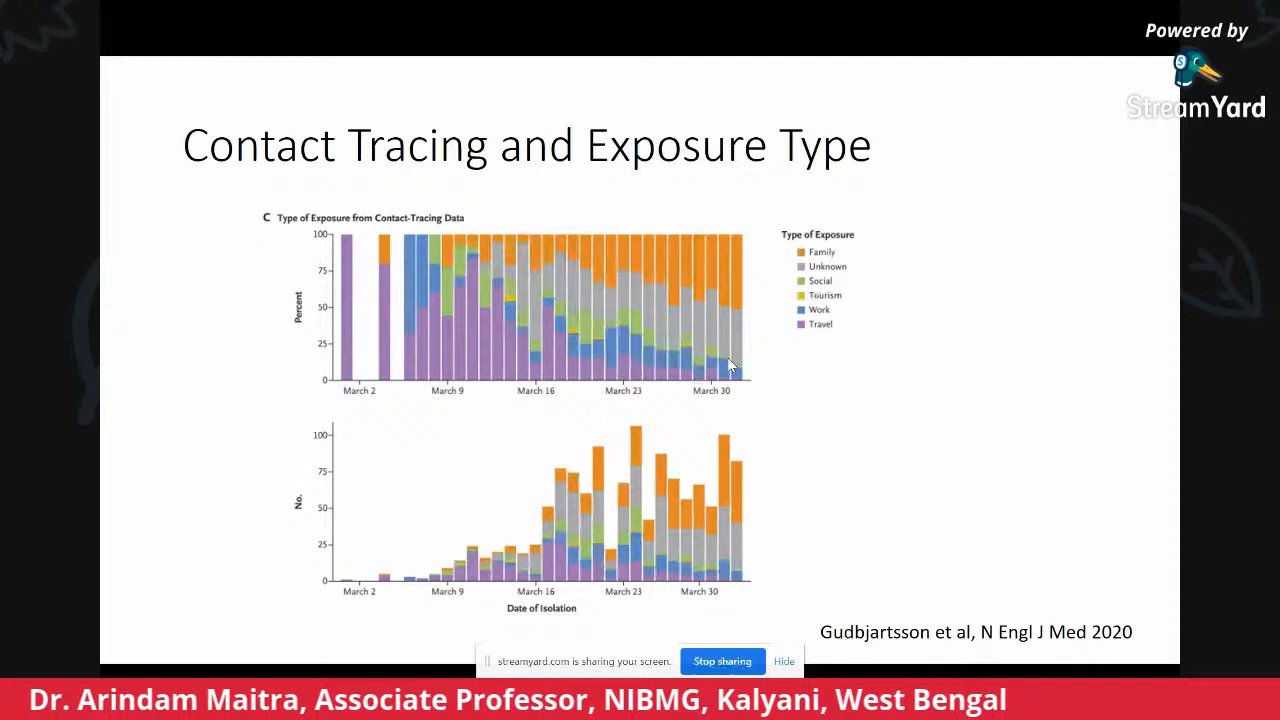 Powered by
StreamYard
Contact Tracing and Exposure Type
C Type of Exposure from Contact-Tracing Data
100
75
50
25
0
Percent
March 2 March 9 March 16 March 23 March 30
Type of Exposure
Family
Unknown
Social
Tourism
Work
Travel
100
75
50
25
0
No.
March 2 March 9 March 16 March 23 March 30
Date of Isolation
Gudbjartsson et al, N Engl J Med 2020
streamyard.com is sharing your screen. Stop sharing Hide
Dr. Arindam Maitra, Associate Professor, NIBMG, Kalyani, West Bengal